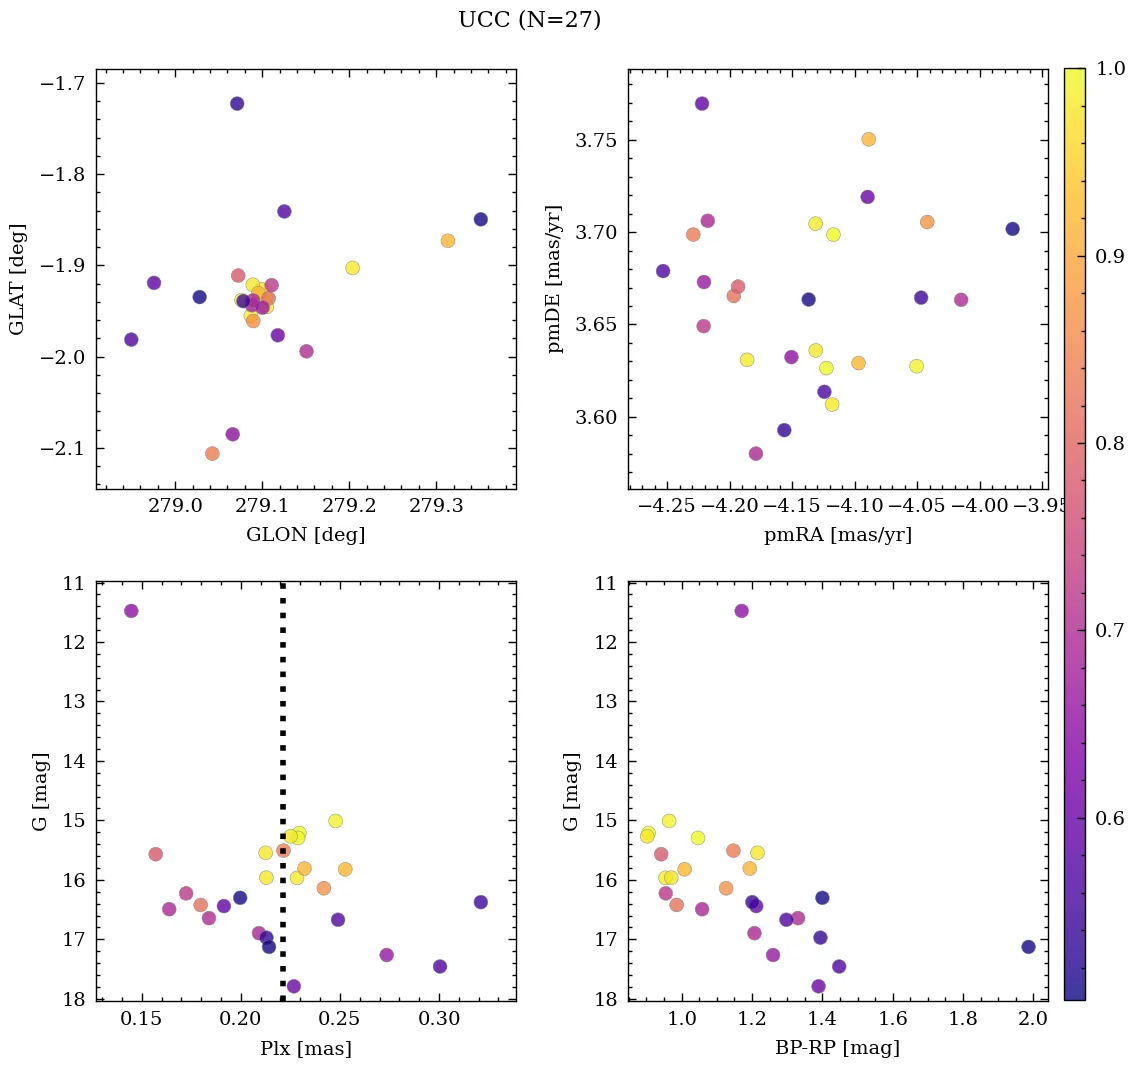 UCC (N=27)
−1.7
−1.8
−1.9
−2.0
−2.1
GLAT [deg]
279.0 279.1 279.2 279.3
GLON [deg]
3.75
3.70
3.65
3.60
pmDE [mas/yr]
−4.25 −4.20 −4.15 −4.10 −4.05 −4.00 −3.95
pmRA [mas/yr]
1.0
0.9
0.8
0.7
0.6
11
12
13
14
15
16
17
18
G [mag]
0.15 0.20 0.25 0.30
Plx [mas]
11
12
13
14
15
16
17
18
G [mag]
1.0 1.2 1.4 1.6 1.8 2.0
BP-RP [mag]